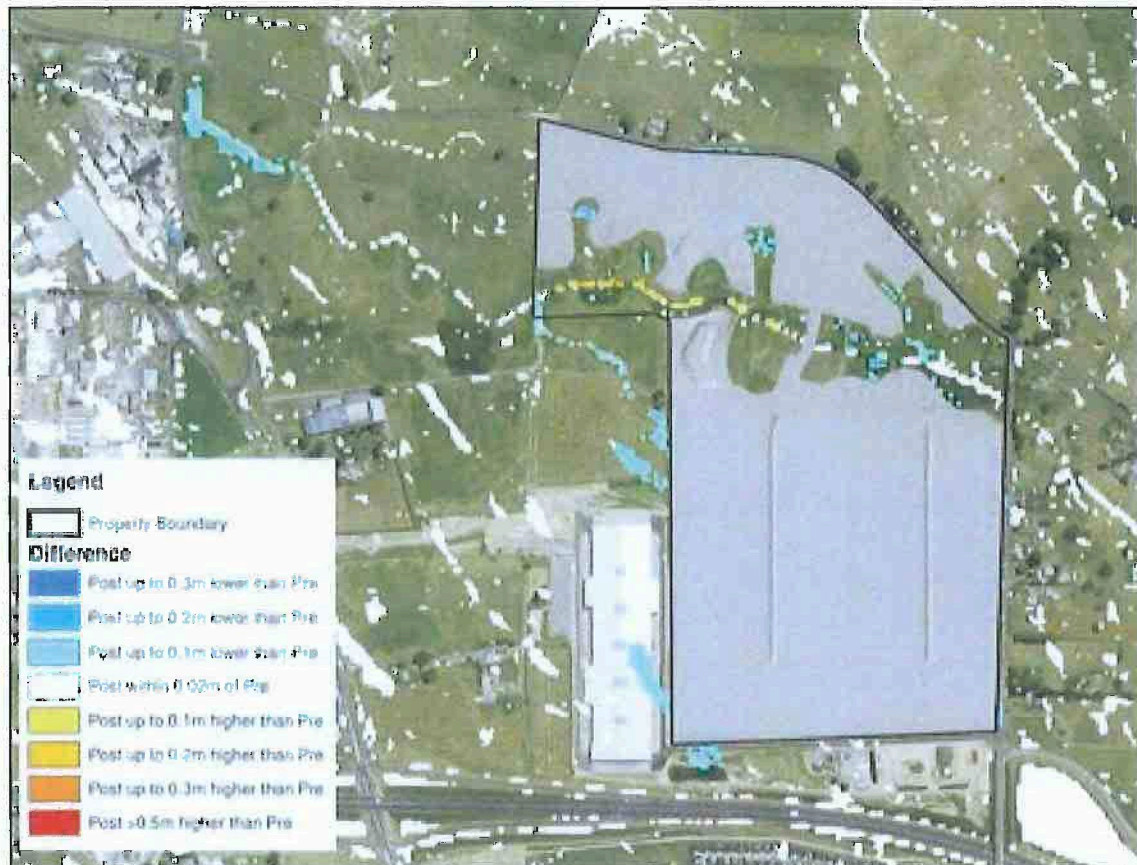 Legend
Property Boundary
Difference
Post up to 0.3m lower than Pre
Post up to 0.2m lower than Pre
Post up to 0.1m lower than Pre
Post within 0.02m of Pre
Post up to 0.1m higher than Pre
Post up to 0.2m higher than Pre
Post up to 0.3m higher than Pre
Post >0.5m higher than Pre